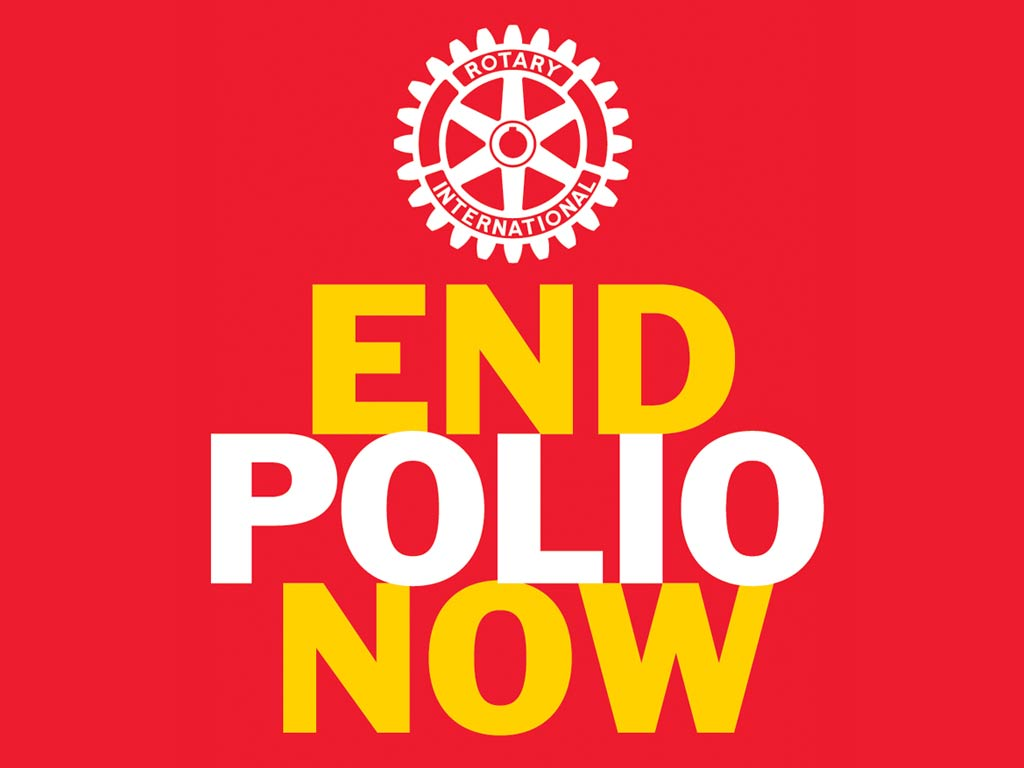 ROTARY
INTERNATIONAL
END
POLIO
NOW